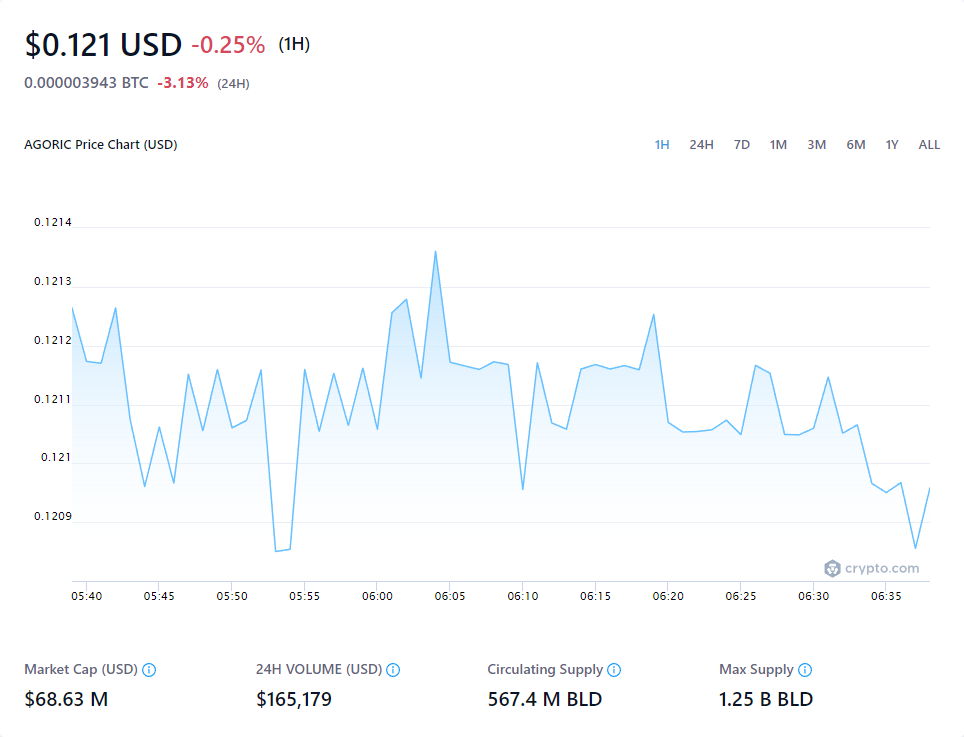 $0.121 USD -0.25% (1H)
0.000003943 BTC -3.13% (24H)
AGORIC Price Chart (USD) 1H 24H 7D 1M 3M 6M 1Y ALL
0.1214
0.1213
0.1212
0.1211
0.121
0.1209
crypto.com
05:40 05:45 05:50 05:55 06:00 06:05 06:10 06:15 06:20 06:25 06:30 06:35
Market Cap (USD) 24H VOLUME (USD) Circulating Supply Max Supply
$68.63 M $165,179 567.4 M BLD 1.25 B BLD